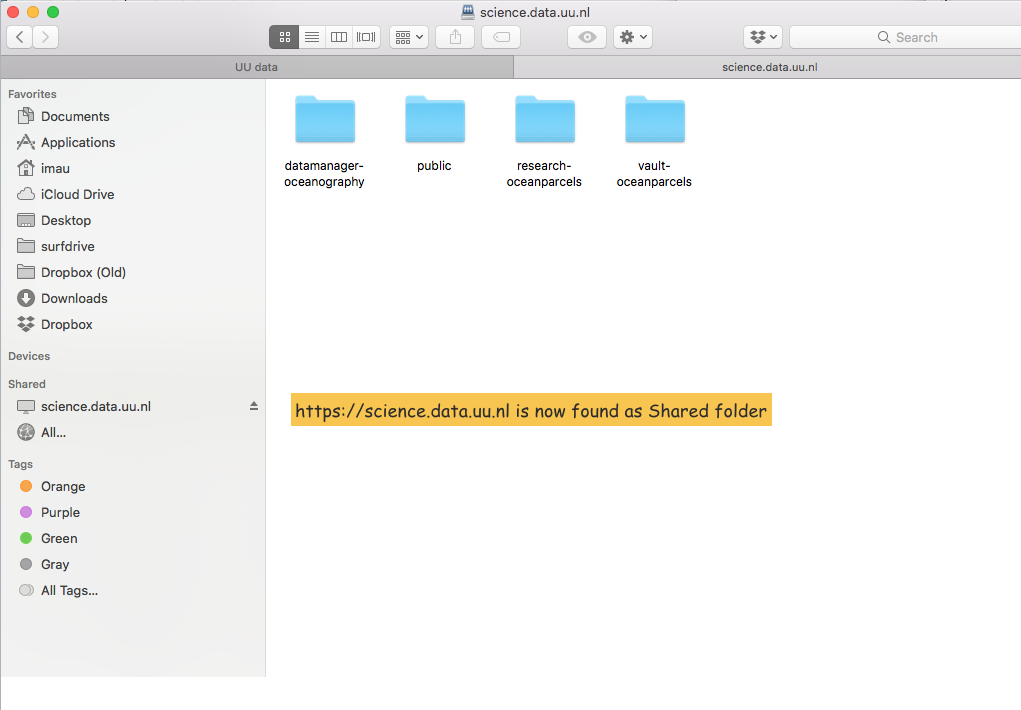 science.data.uu.nl
Search
UU data
science.data.uu.nl
Favorites
Documents
Applications
imau
iCloud Drive
Desktop
surfdrive
Dropbox (Old)
Downloads
Dropbox
Devices
Shared
science.data.uu.nl
All...
Tags
Orange
Purple
Green
Gray
All Tags...
datamanager-
oceanography
public
research-
oceanparcels
vault-
oceanparcels
https://science.data.uu.nl is now found as Shared folder